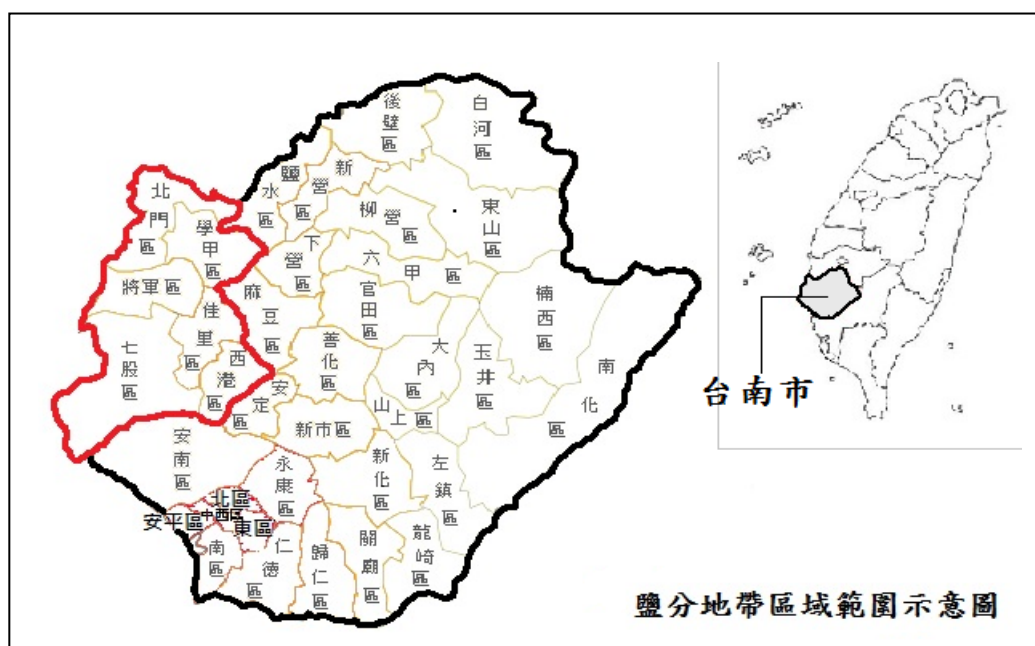 後壁區
白河區
鹽水區
新營區
柳營區
東山區
北門區
學甲區
下營區
六甲區
將軍區
佳里區
麻豆區
官田區
楠西區
七股區
西港區
善化區
大內區
玉井區
南化區
安定區
山上區
新市區
安南區
永康區
新化區
左鎮區
北區
安平區
中西区
東區
南區
仁德區
歸仁區
關廟區
龍崎區
台南市
鹽分地帶區域範圍示意圖